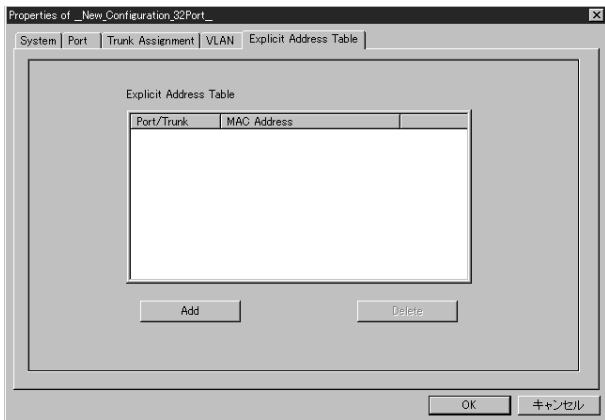 Properties of __New_Configuration_32Port__
System Port Trunk Assignment VLAN Explicit Address Table
Explicit Address Table
Port/Trunk MAC Address
Add Delete
OK キャンセル